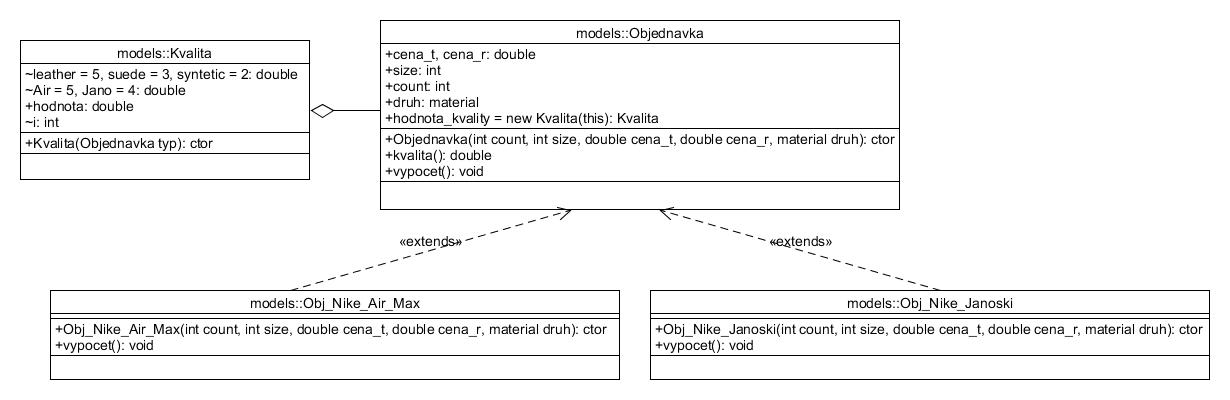 models::Kvalita
~leather = 5, suede = 3, syntetic = 2: double
~Air = 5, Jano = 4: double
+hodnota: double
~i: int
+Kvalita(Objednavka typ): ctor
models::Objednavka
+cena_t, cena_r: double
+size: int
+count: int
+druh: material
+hodnota_kvality = new Kvalita(this): Kvalita
+Objednavka(int count, int size, double cena_t, double cena_r, material druh): ctor
+kvalita(): double
+vypocet(): void
«extends»
«extends»
models::Obj_Nike_Air_Max
+Obj_Nike_Air_Max(int count, int size, double cena_t, double cena_r, material druh): ctor
+vypocet(): void
models::Obj_Nike_Janoski
+Obj_Nike_Janoski(int count, int size, double cena_t, double cena_r, material druh): ctor
+vypocet(): void